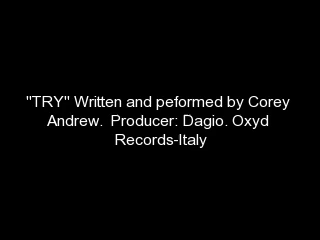 "TRY" Written and peformed by Corey
Andrew.  Producer: Dagio. Oxyd
Records-Italy